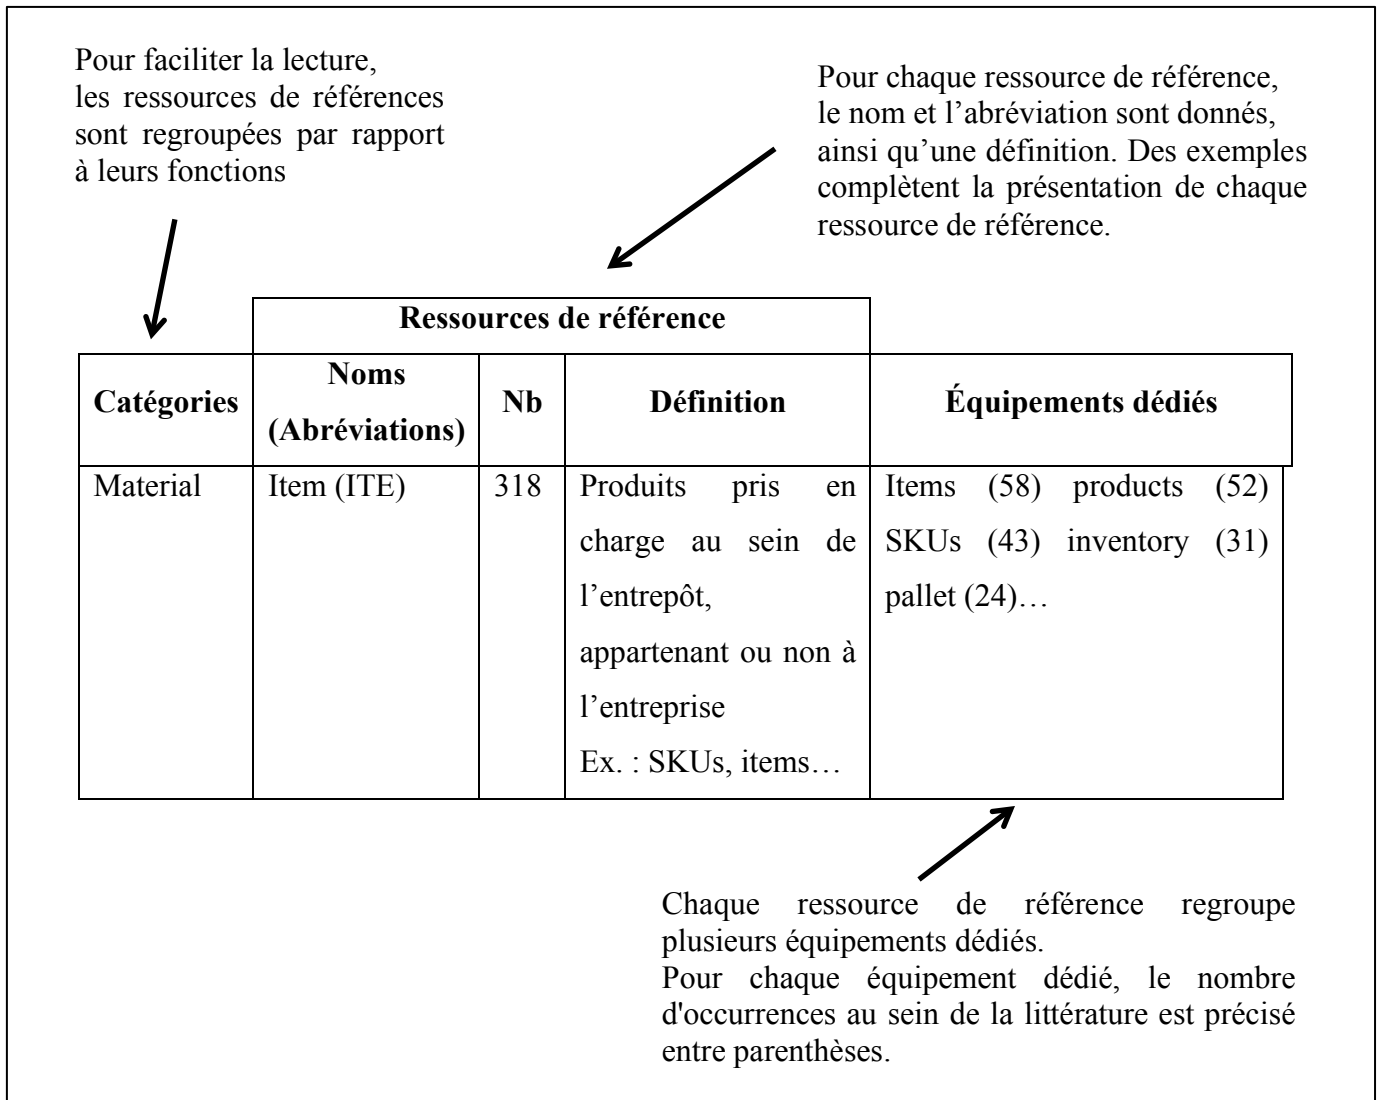 Pour faciliter la lecture,
les ressources de références
sont regroupées par rapport
à leurs fonctions
Pour chaque ressource de référence,
le nom et l’abréviation sont donnés,
ainsi qu’une définition. Des exemples
complètent la présentation de chaque
ressource de référence.
Ressources de référence
Catégories
Noms
(Abréviations)
Nb
Définition
Équipements dédiés
Material
Item (ITE)
318
Produits pris en
charge au sein de
l’entrepôt,
appartenant ou non à
l’entreprise
Ex. : SKUs, items…
Items (58) products (52)
SKUs (43) inventory (31)
pallet (24)…
Chaque ressource de référence regroupe
plusieurs équipements dédiés.
Pour chaque équipement dédié, le nombre
d'occurrences au sein de la littérature est précisé
entre parenthèses.